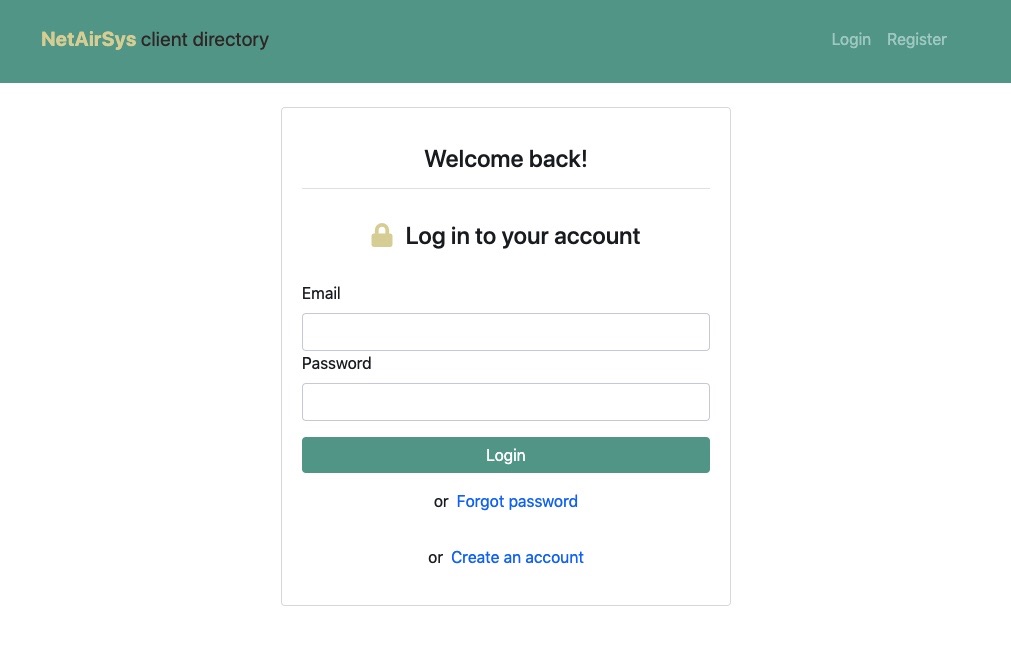 NetAirSys client directory
Login Register
Welcome back!
Log in to your account
Email
Password
Login
or Forgot password
or Create an account